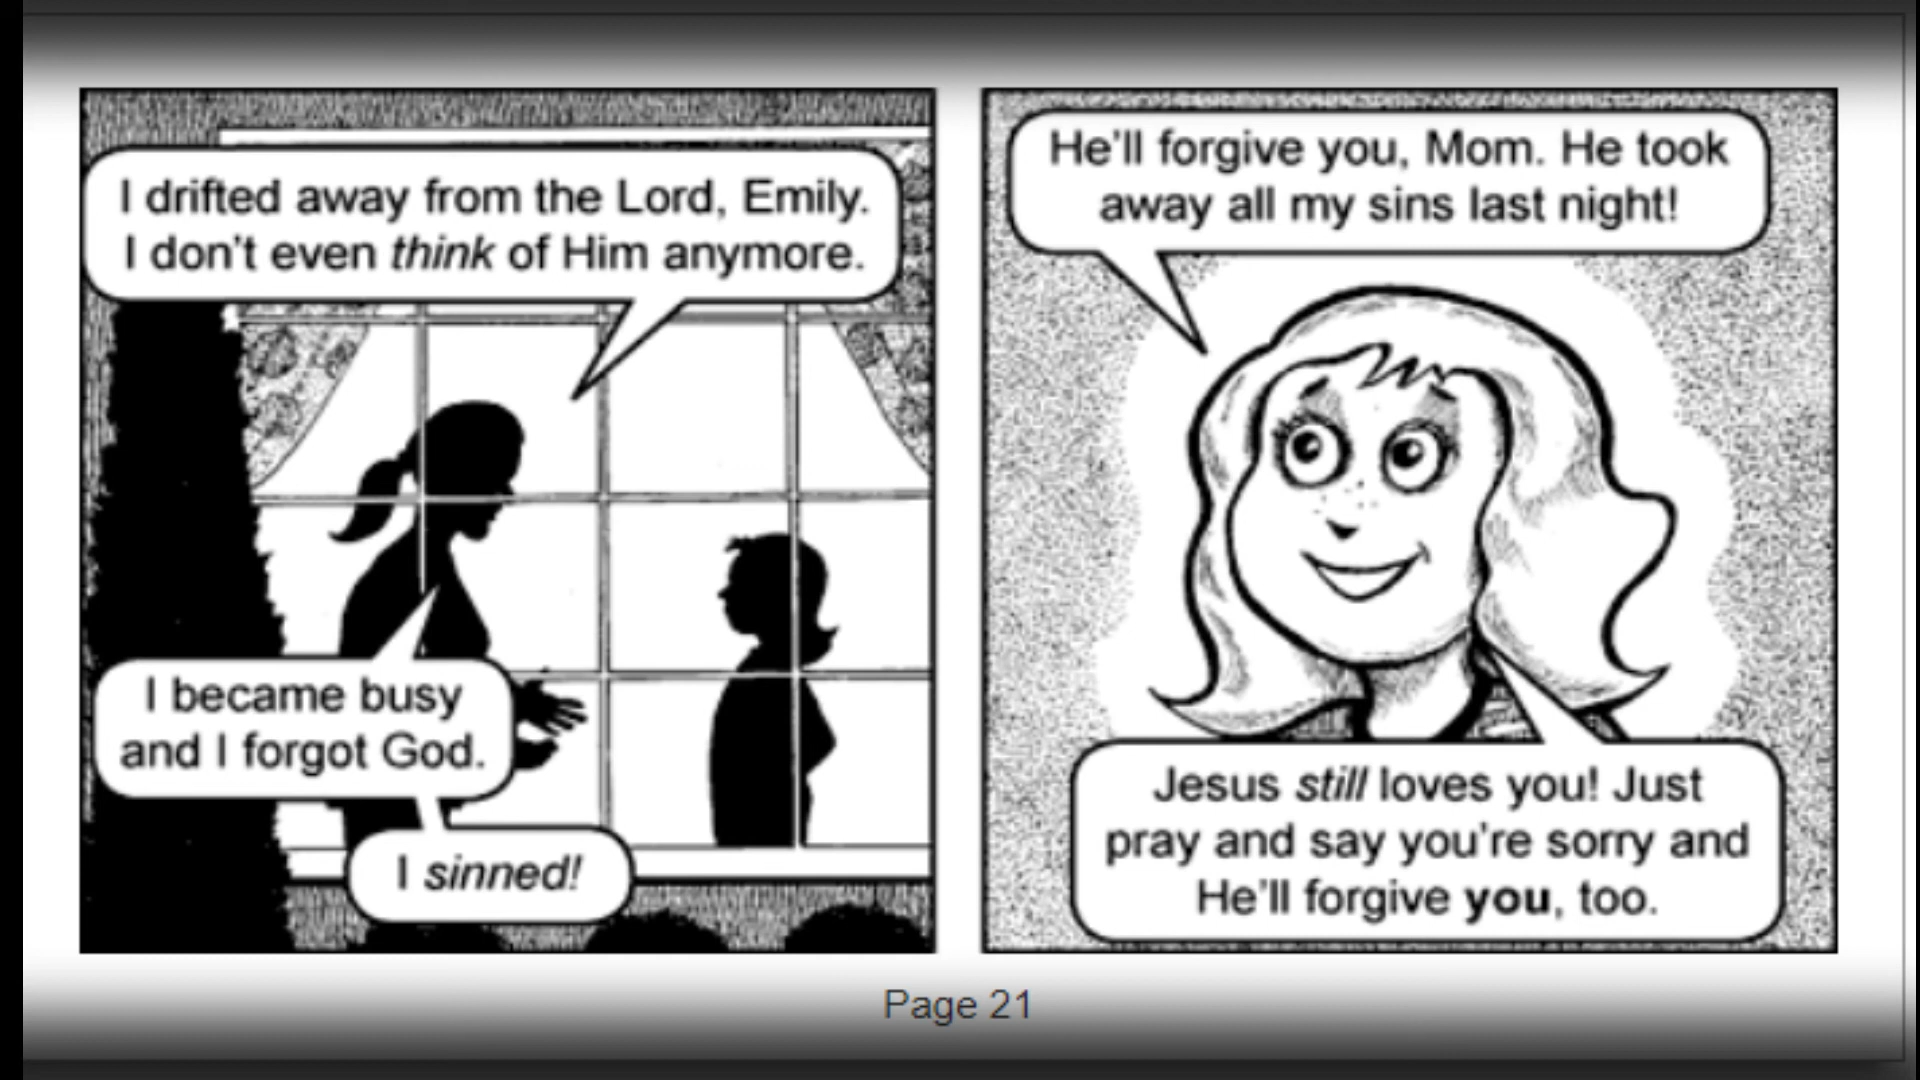 I drifted away from the Lord, Emily.
I don't even think of Him anymore.
I became busy
and I forgot God.
I sinned!
He'll forgive you, Mom. He took
away all my sins last night!
Jesus still loves you! Just
pray and say you're sorry and
He'll forgive you, too.
Page 21